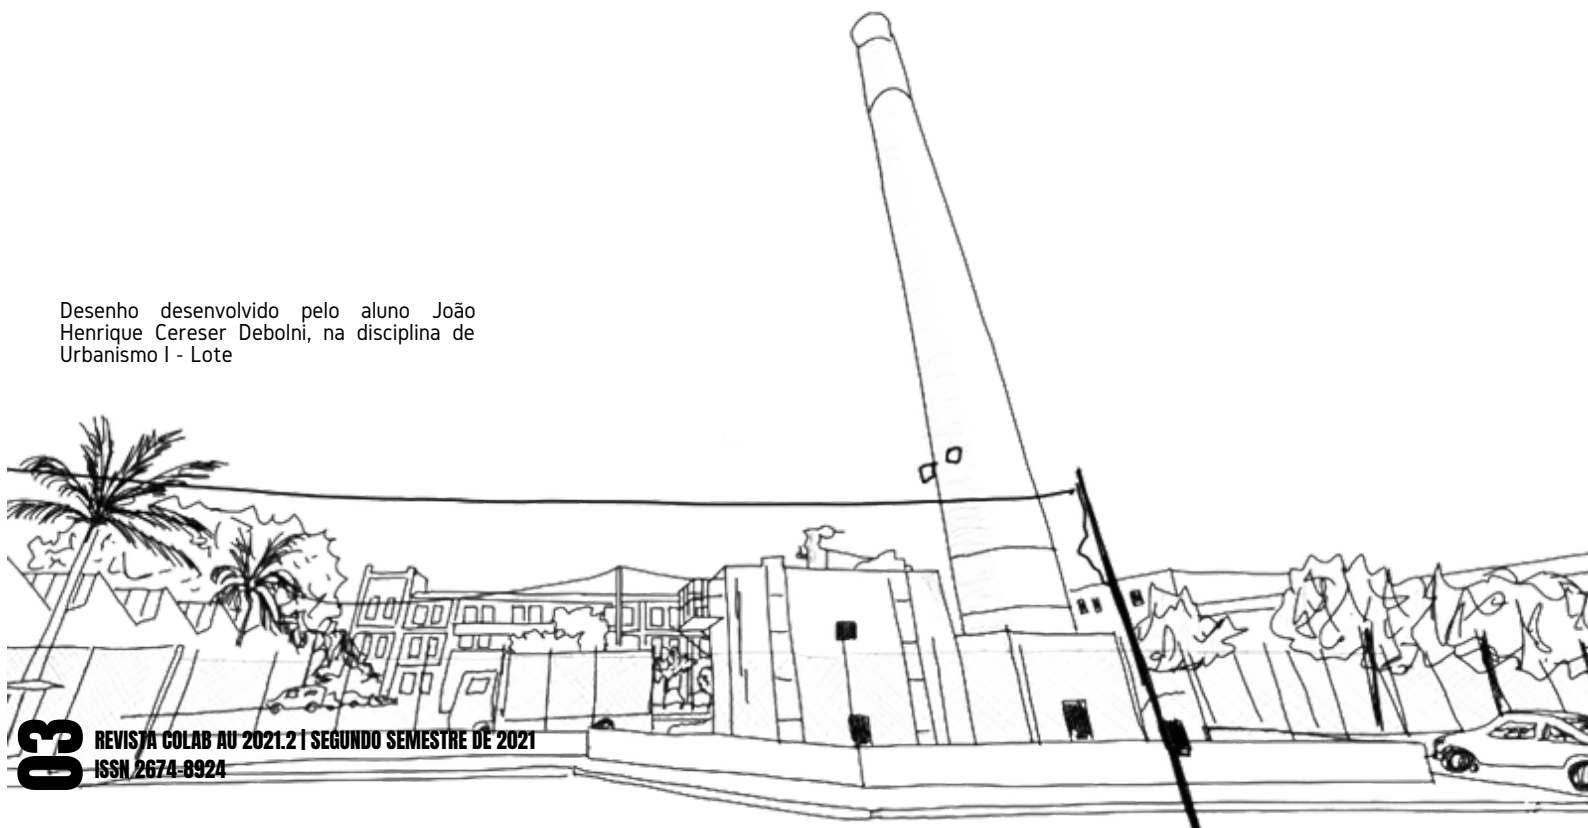 Desenho desenvolvido pelo aluno João
Henrique Cereser Debolni, na disciplina de
Urbanismo I - Lote
03
REVISTA COLAB AU 2021.2 | SEGUNDO SEMESTRE DE 2021
ISSN 2674-8924